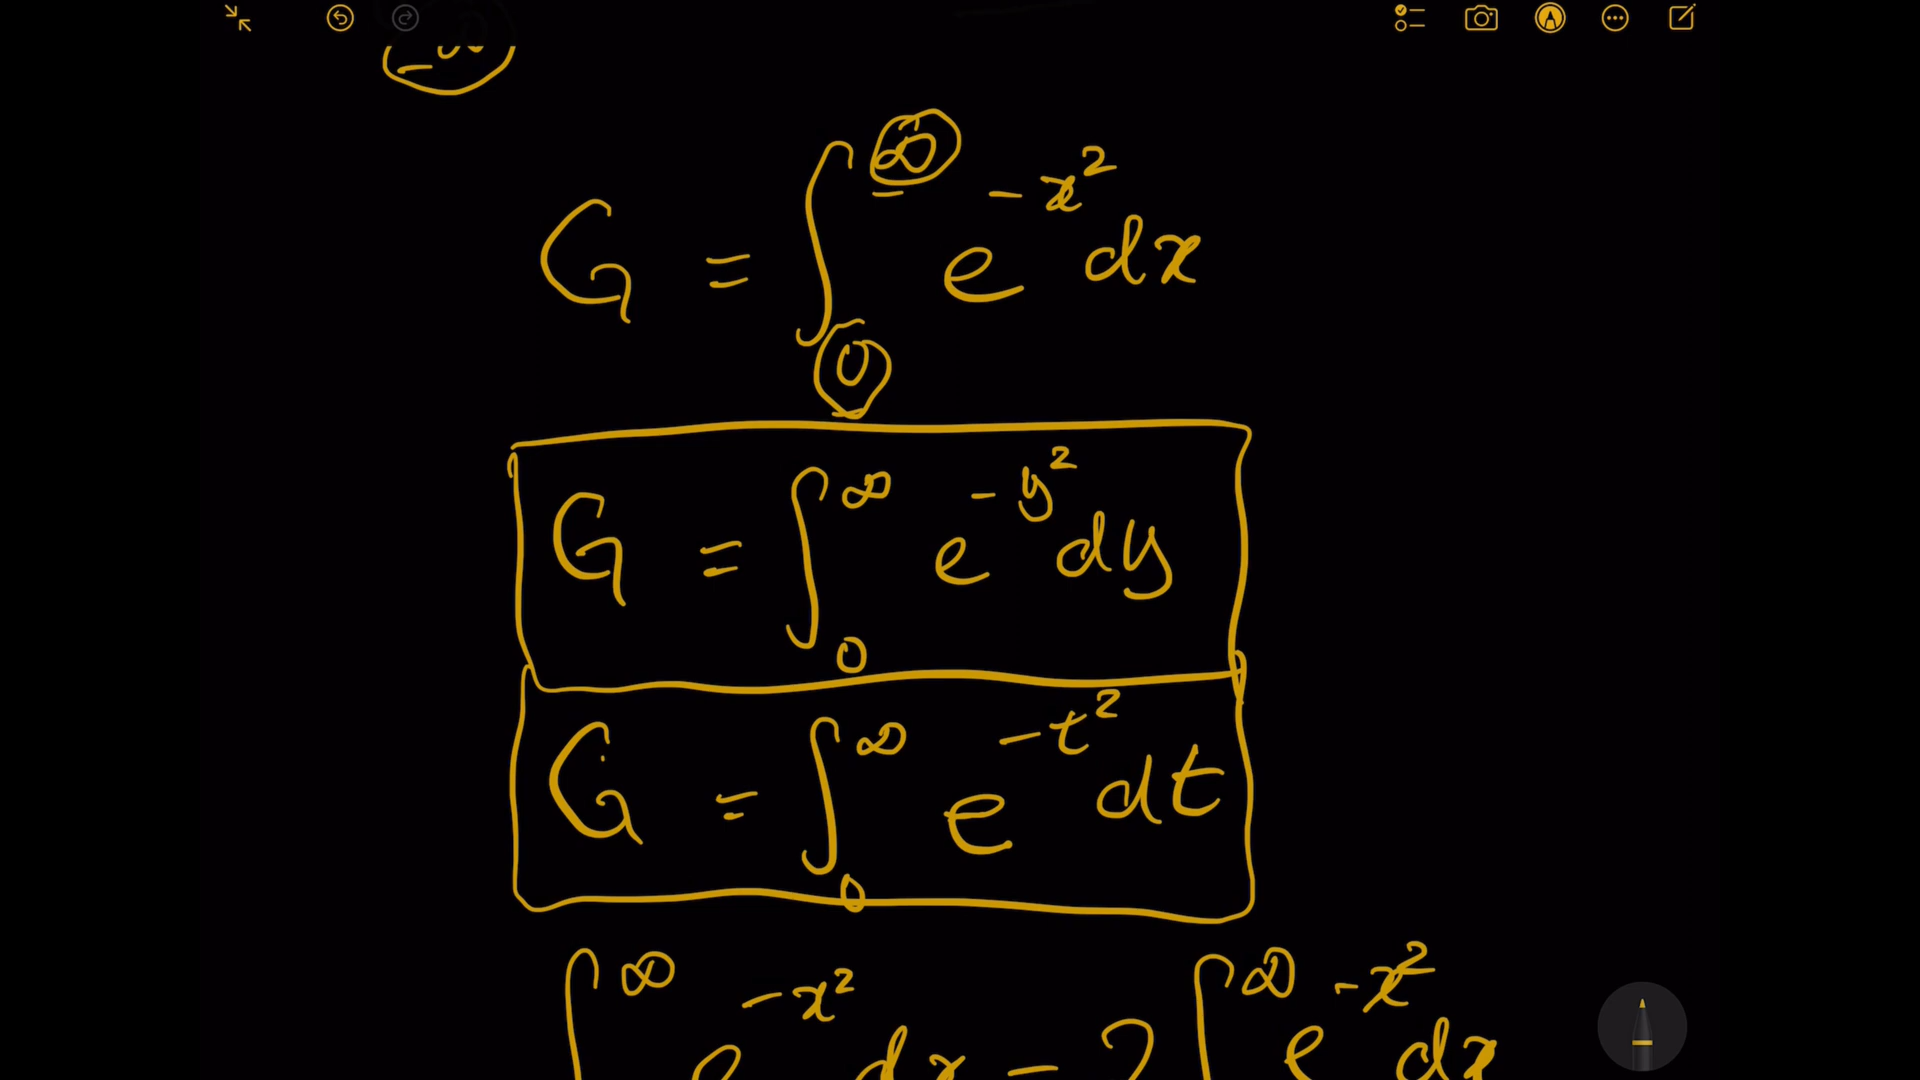 -∞
G = ∫₀^∞ e^{-x²} dx
G = ∫₀^∞ e^{-y²} dy
G = ∫₀^∞ e^{-t²} dt
∫^∞ e^{-x²} dx = 2 ∫^∞ e^{-x²} dx